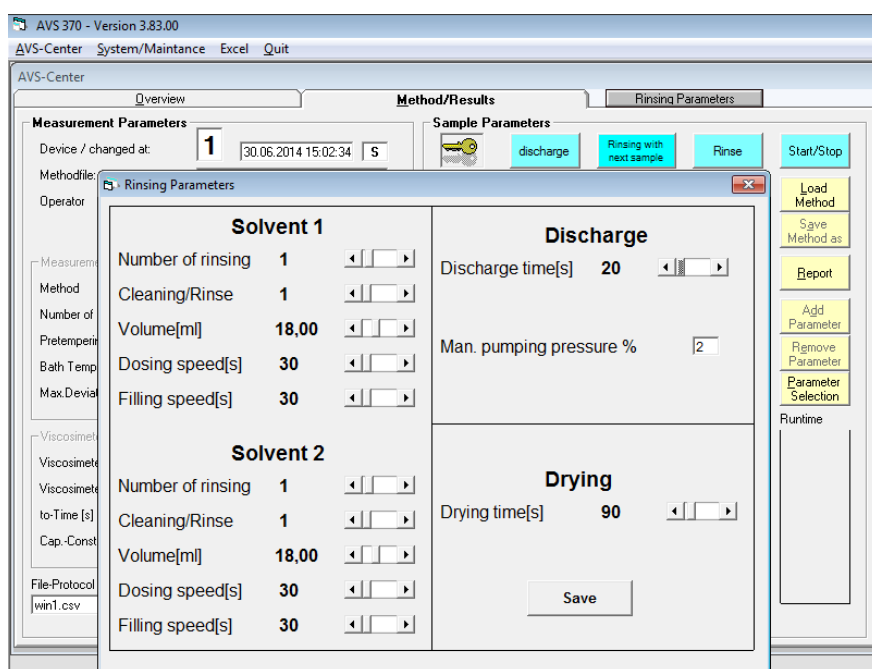 AVS 370 - Version 3.83.00
AVS-Center System/Maintance Excel Quit
AVS-Center
Overview Method/Results Rinsing Parameters
Measurement Parameters
Device / changed at: 1 30.06.2014 15:02:34 S
Methodfile:
Operator
Measureme
Method
Number of
Pretemperin
Bath Temp
Max.Deviat
Viscosimet
Viscosimete
Viscosimete
to-Time [s]
Cap.-Const
File-Protocol
win1.csv
Sample Parameters
discharge
Rinsing with
next sample
Rinse
Start/Stop
Load
Method
Save
Method as
Report
Add
Parameter
Remove
Parameter
Parameter
Selection
Runtime
Rinsing Parameters
Solvent 1
Number of rinsing 1
Cleaning/Rinse 1
Volume[ml] 18,00
Dosing speed[s] 30
Filling speed[s] 30
Solvent 2
Number of rinsing 1
Cleaning/Rinse 1
Volume[ml] 18,00
Dosing speed[s] 30
Filling speed[s] 30
Discharge
Discharge time[s] 20
Man. pumping pressure % 2
Drying
Drying time[s] 90
Save